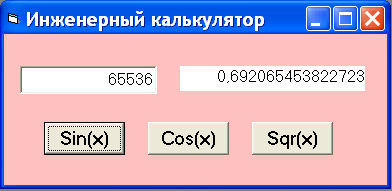 Инженерный калькулятор
65536 0,692065453822723
Sin(x) Cos(x) Sqr(x)